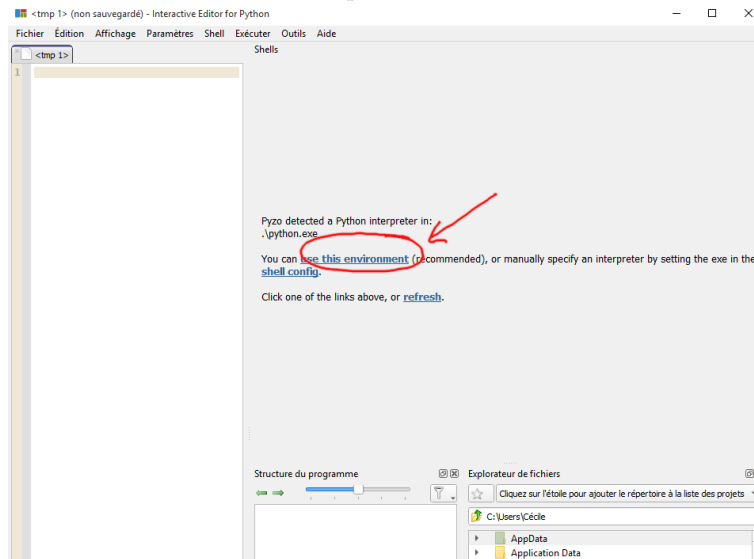 <tmp 1> (non sauvegardé) - Interactive Editor for Python
Fichier Édition Affichage Paramètres Shell Exécuter Outils Aide
<tmp 1>
Shells
1
Pyzo detected a Python interpreter in:
.\python.exe
You can use this environment (recommended), or manually specify an interpreter by setting the exe in the
shell config.
Click one of the links above, or refresh.
Structure du programme
Explorateur de fichiers
Cliquez sur l'étoile pour ajouter le répertoire à la liste des projets
C:\Users\Cécile
AppData
Application Data